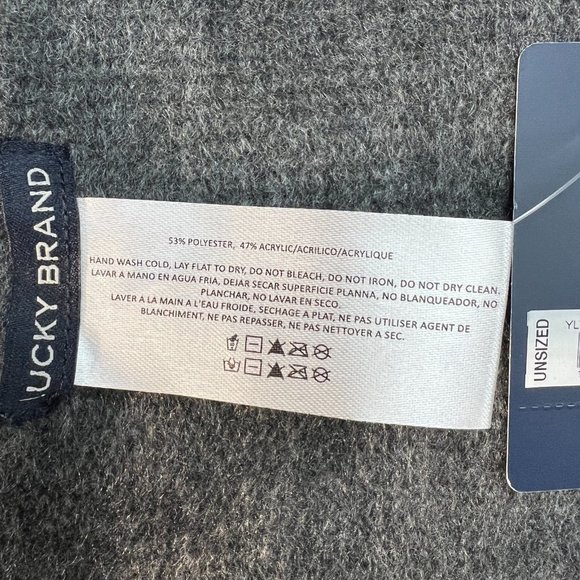 UCKY BRAND
53% POLYESTER, 47% ACRYLIC/ACRILICO/ACRYLIQUE
HAND WASH COLD, LAY FLAT TO DRY, DO NOT BLEACH, DO NOT IRON, DO NOT DRY CLEAN.
LAVAR A MANO EN AGUA FRIA, DEJAR SECAR SUPERFICIE PLANNA, NO BLANQUEADOR, NO
PLANCHAR, NO LAVAR EN SECO.
LAVER A LA MAIN A L'EAU FROIDE, SECHAGE A PLAT, NE PAS UTILISER AGENT DE
BLANCHIMENT, NE PAS REPASSER, NE PAS NETTOYER A SEC.
UNSIZED
YL